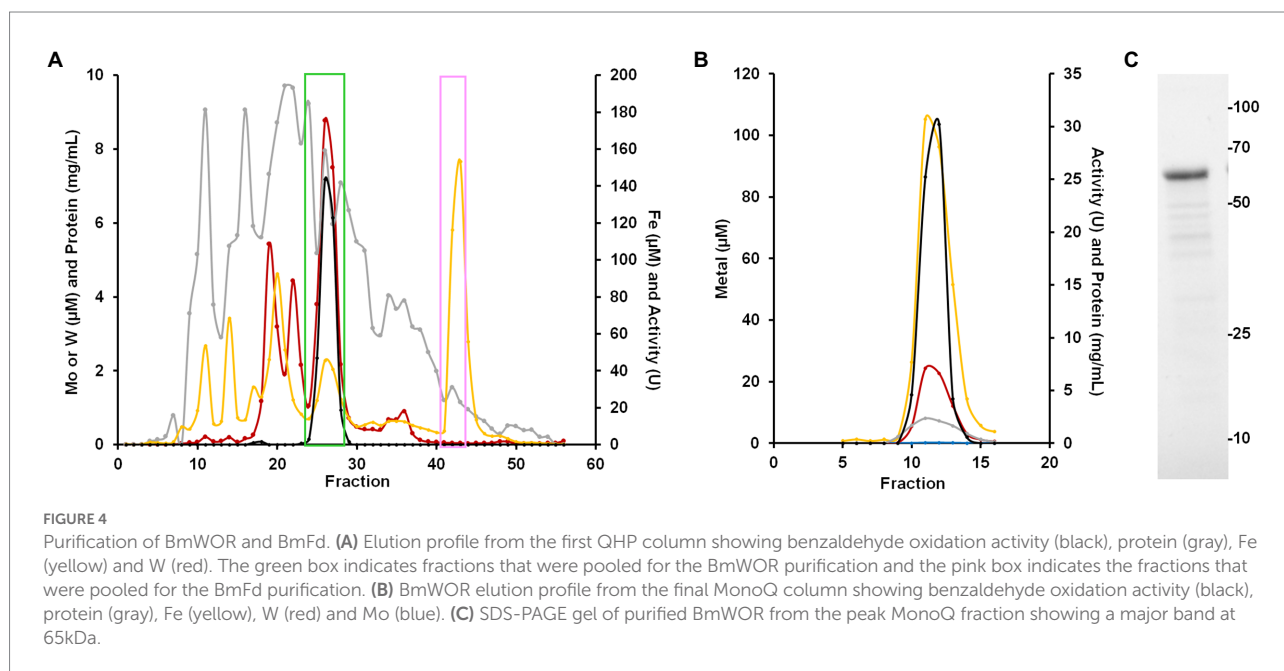 A
B
C
10
8
6
4
2
0
Mo or W (µM) and Protein (mg/mL)
200
180
160
140
120
100
80
60
40
20
0
Fe (µM) and Activity (U)
0 10 20 30 40 50 60
Fraction
120
100
80
60
40
20
0
Metal (µM)
35
30
25
20
15
10
5
0
Activity (U) and Protein (mg/mL)
0 5 10 15 20
Fraction
-100
-70
-50
-25
-10
FIGURE 4
Purification of BmWOR and BmFd. (A) Elution profile from the first QHP column showing benzaldehyde oxidation activity (black), protein (gray), Fe
(yellow) and W (red). The green box indicates fractions that were pooled for the BmWOR purification and the pink box indicates the fractions that
were pooled for the BmFd purification. (B) BmWOR elution profile from the final MonoQ column showing benzaldehyde oxidation activity (black),
protein (gray), Fe (yellow), W (red) and Mo (blue). (C) SDS-PAGE gel of purified BmWOR from the peak MonoQ fraction showing a major band at
65kDa.